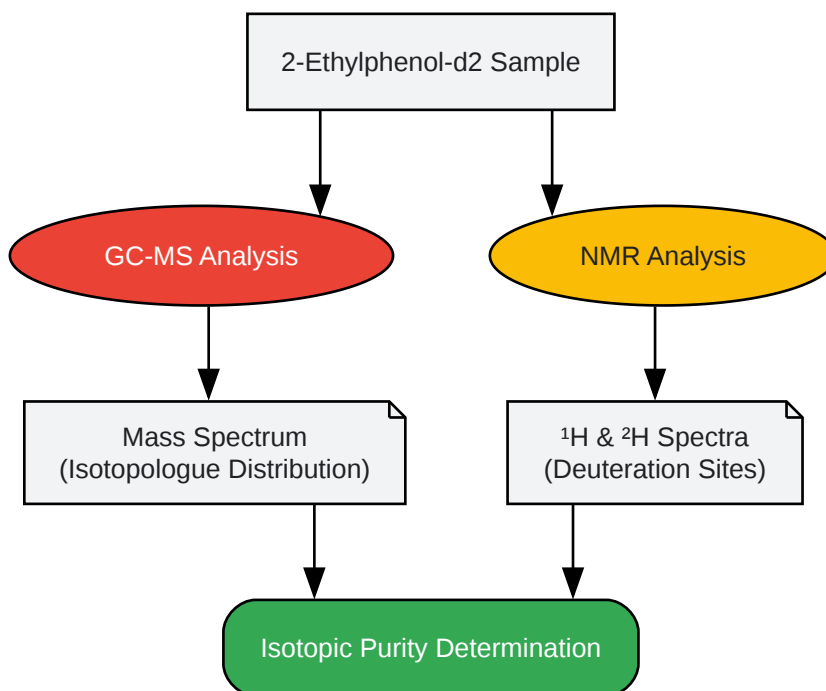 2-Ethylphenol-d2 Sample
GC-MS Analysis
NMR Analysis
Mass Spectrum
(Isotopologue Distribution)
¹H & ²H Spectra
(Deuteration Sites)
Isotopic Purity Determination